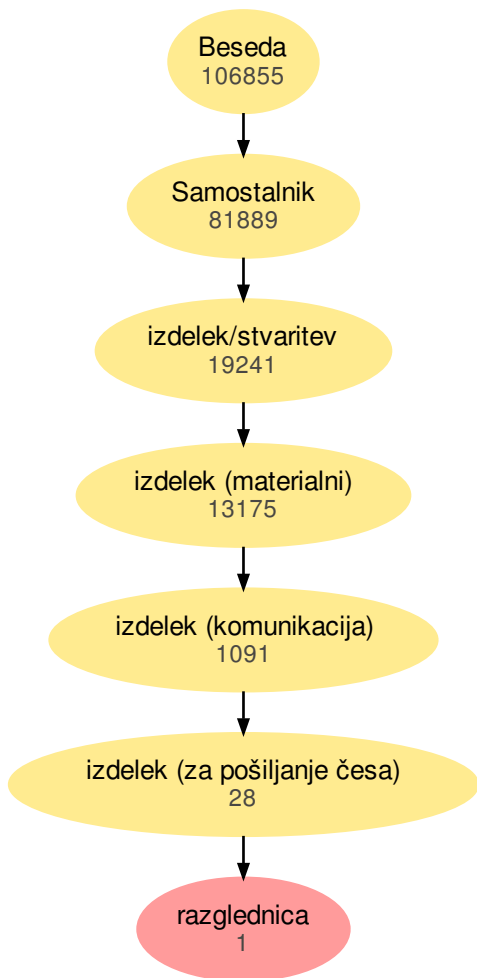 Beseda
106855
Samostalnik
81889
izdelek/stvaritev
19241
izdelek (materialni)
13175
izdelek (komunikacija)
1091
izdelek (za pošiljanje česa)
28
razglednica
1